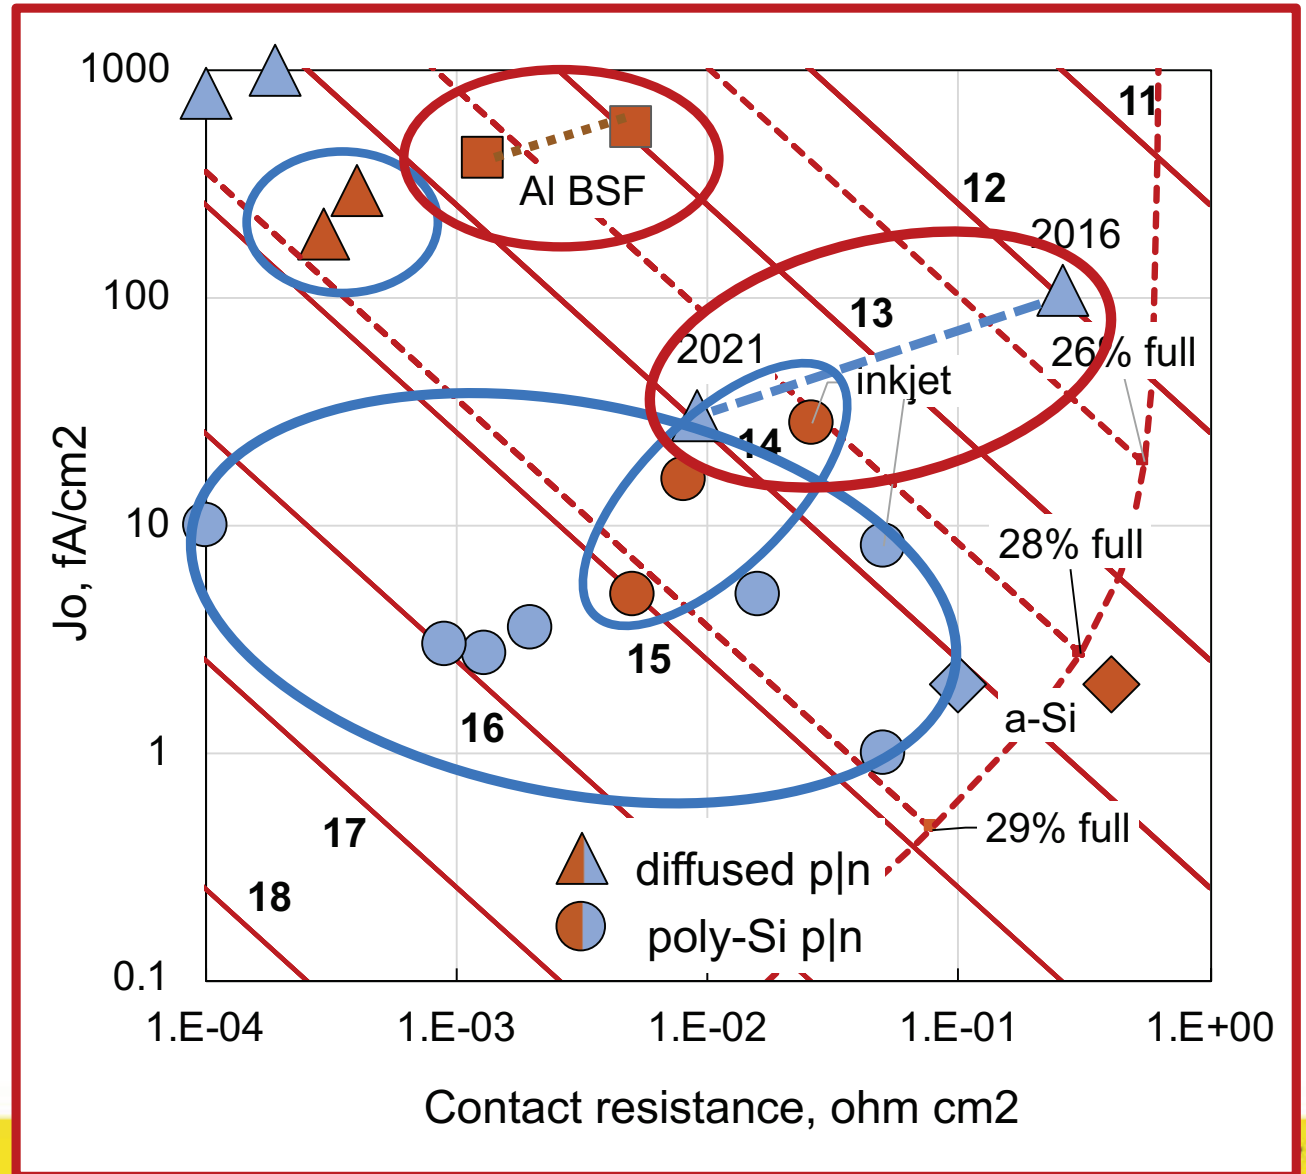 1000
11
12
Al BSF
2016
100
13
2021
26% full
inkjet
14
Jo, fA/cm2
10
28% full
15
a-Si
16
1
17
29% full
diffused p|n
18
poly-Si p|n
0.1
1.E-04
1.E-03
1.E-02
1.E-01
1.E+00
Contact resistance, ohm cm2